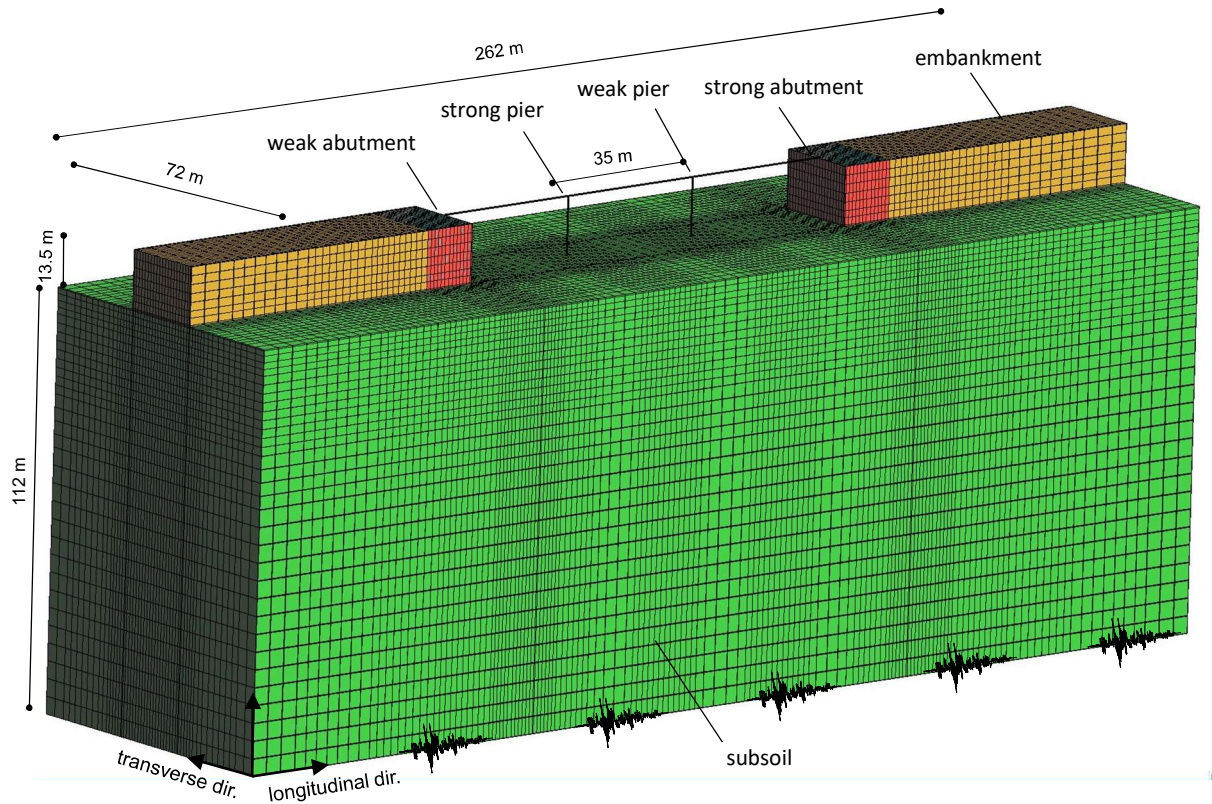 262 m
embankment
weak pier
strong abutment
strong pier
weak abutment
35 m
72 m
13.5 m
112 m
subsoil
transverse dir.
longitudinal dir.